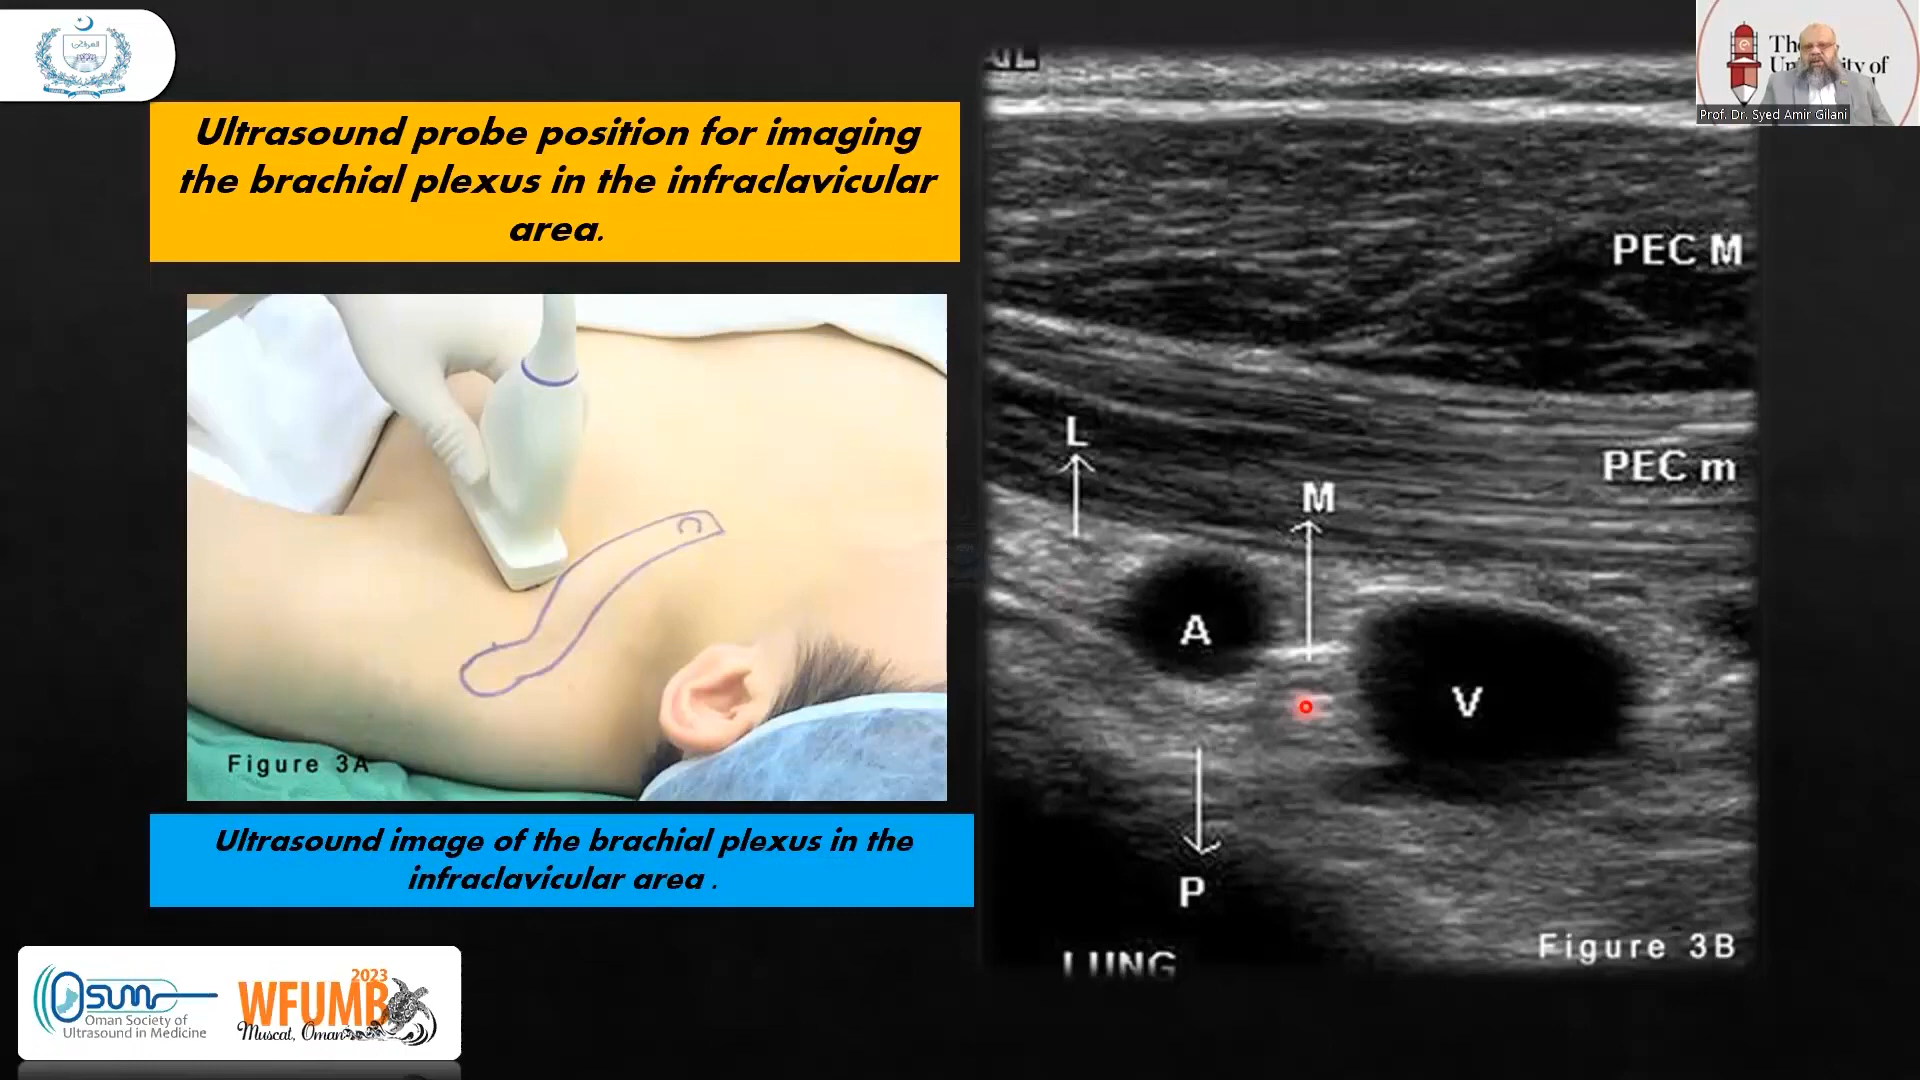 Ultrasound probe position for imaging
the brachial plexus in the infraclavicular
area.
Figure 3A
Ultrasound image of the brachial plexus in the
infraclavicular area .
PEC M
PEC m
L
M
A
V
P
LUNG
Figure 3B
Prof. Dr. Syed Amir Gilani
OSUM
Oman Society of
Ultrasound in Medicine
2023
WFUMB
Muscat, Oman